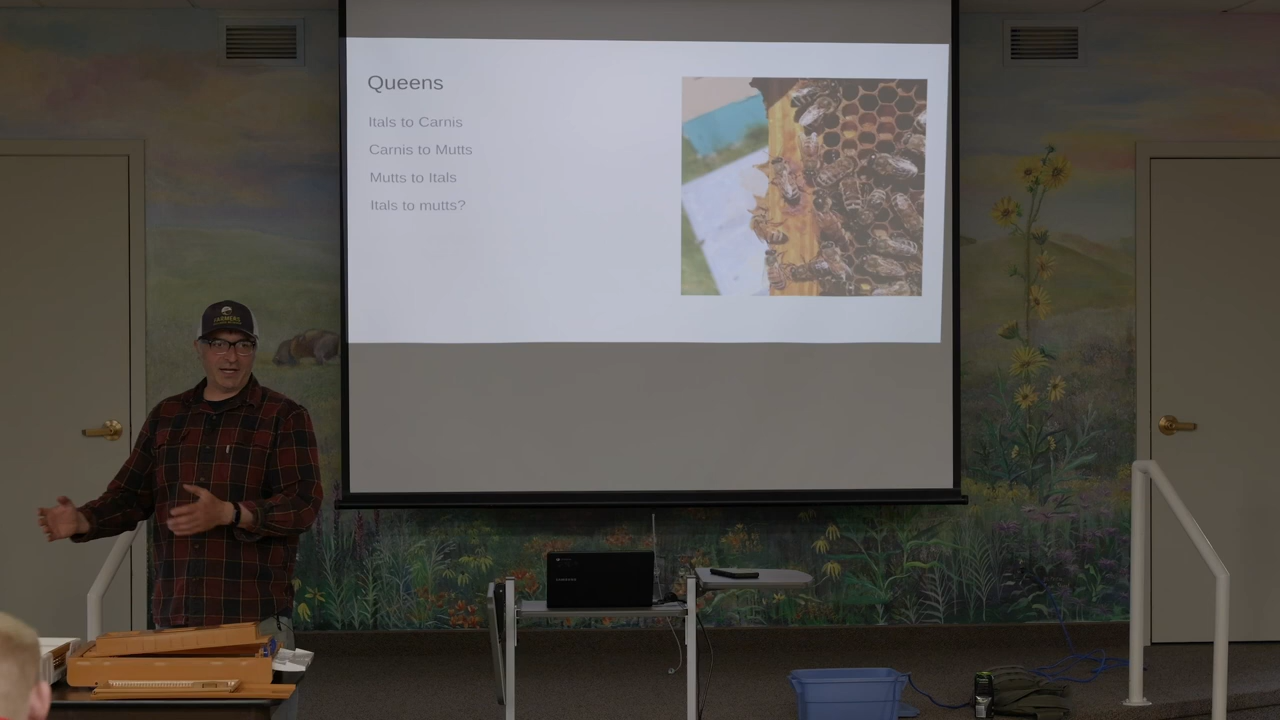 Queens
Itals to Carnis
Carnis to Mutts
Mutts to Itals
Itals to mutts?
FARMERS